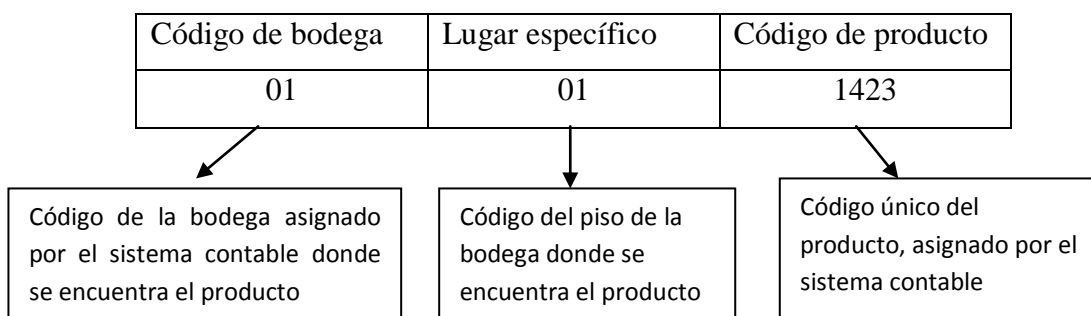 Código de bodega Lugar específico Código de producto
01 01 1423
Código de la bodega asignado
por el sistema contable donde
se encuentra el producto
Código del piso de la
bodega donde se
encuentra el producto
Código único del
producto, asignado por el
sistema contable